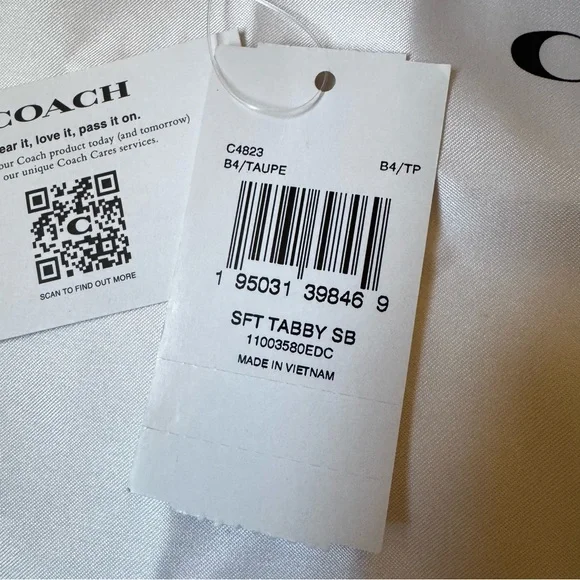 COACH
ear it, love it, pass it on.
our Coach product today (and tomorrow)
our unique Coach Cares services.
C
SCAN TO FIND OUT MORE
C
C4823
B4/TAUPE B4/TP
1 95031 39846 9
SFT TABBY SB
11003580EDC
MADE IN VIETNAM